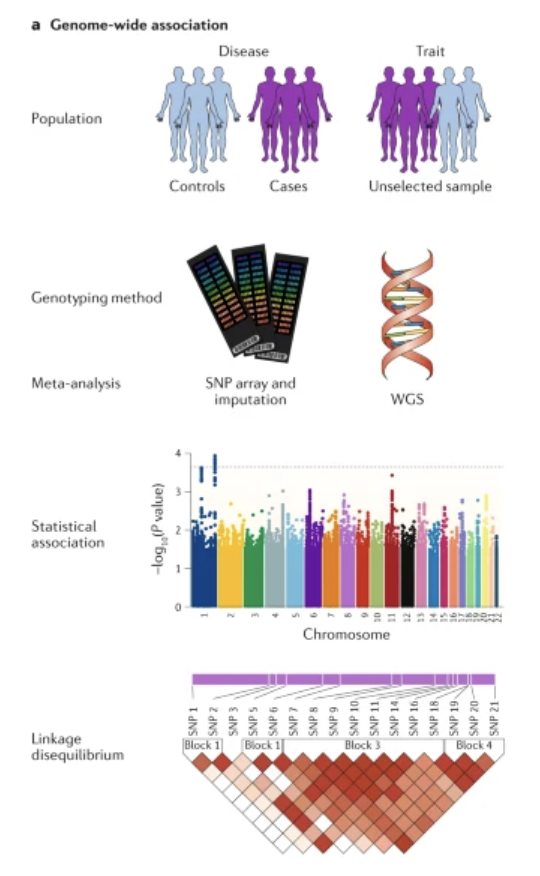 a Genome-wide association
Disease
Trait
Population
Controls
Cases
Unselected sample
Genotyping method
Meta-analysis
SNP array and
imputation
WGS
Statistical
association
–log10(P value)
4
3
2
1
0
1
2
3
4
5
6
7
8
9
10
11
12
13
14
15
16
17
18
19
20
21
22
Chromosome
Linkage
disequilibrium
SNP 1
SNP 2
SNP 3
SNP 5
SNP 6
SNP 7
SNP 8
SNP 9
SNP 10
SNP 11
SNP 14
SNP 16
SNP 18
SNP 19
SNP 20
SNP 21
Block 1
Block 1
Block 3
Block 4